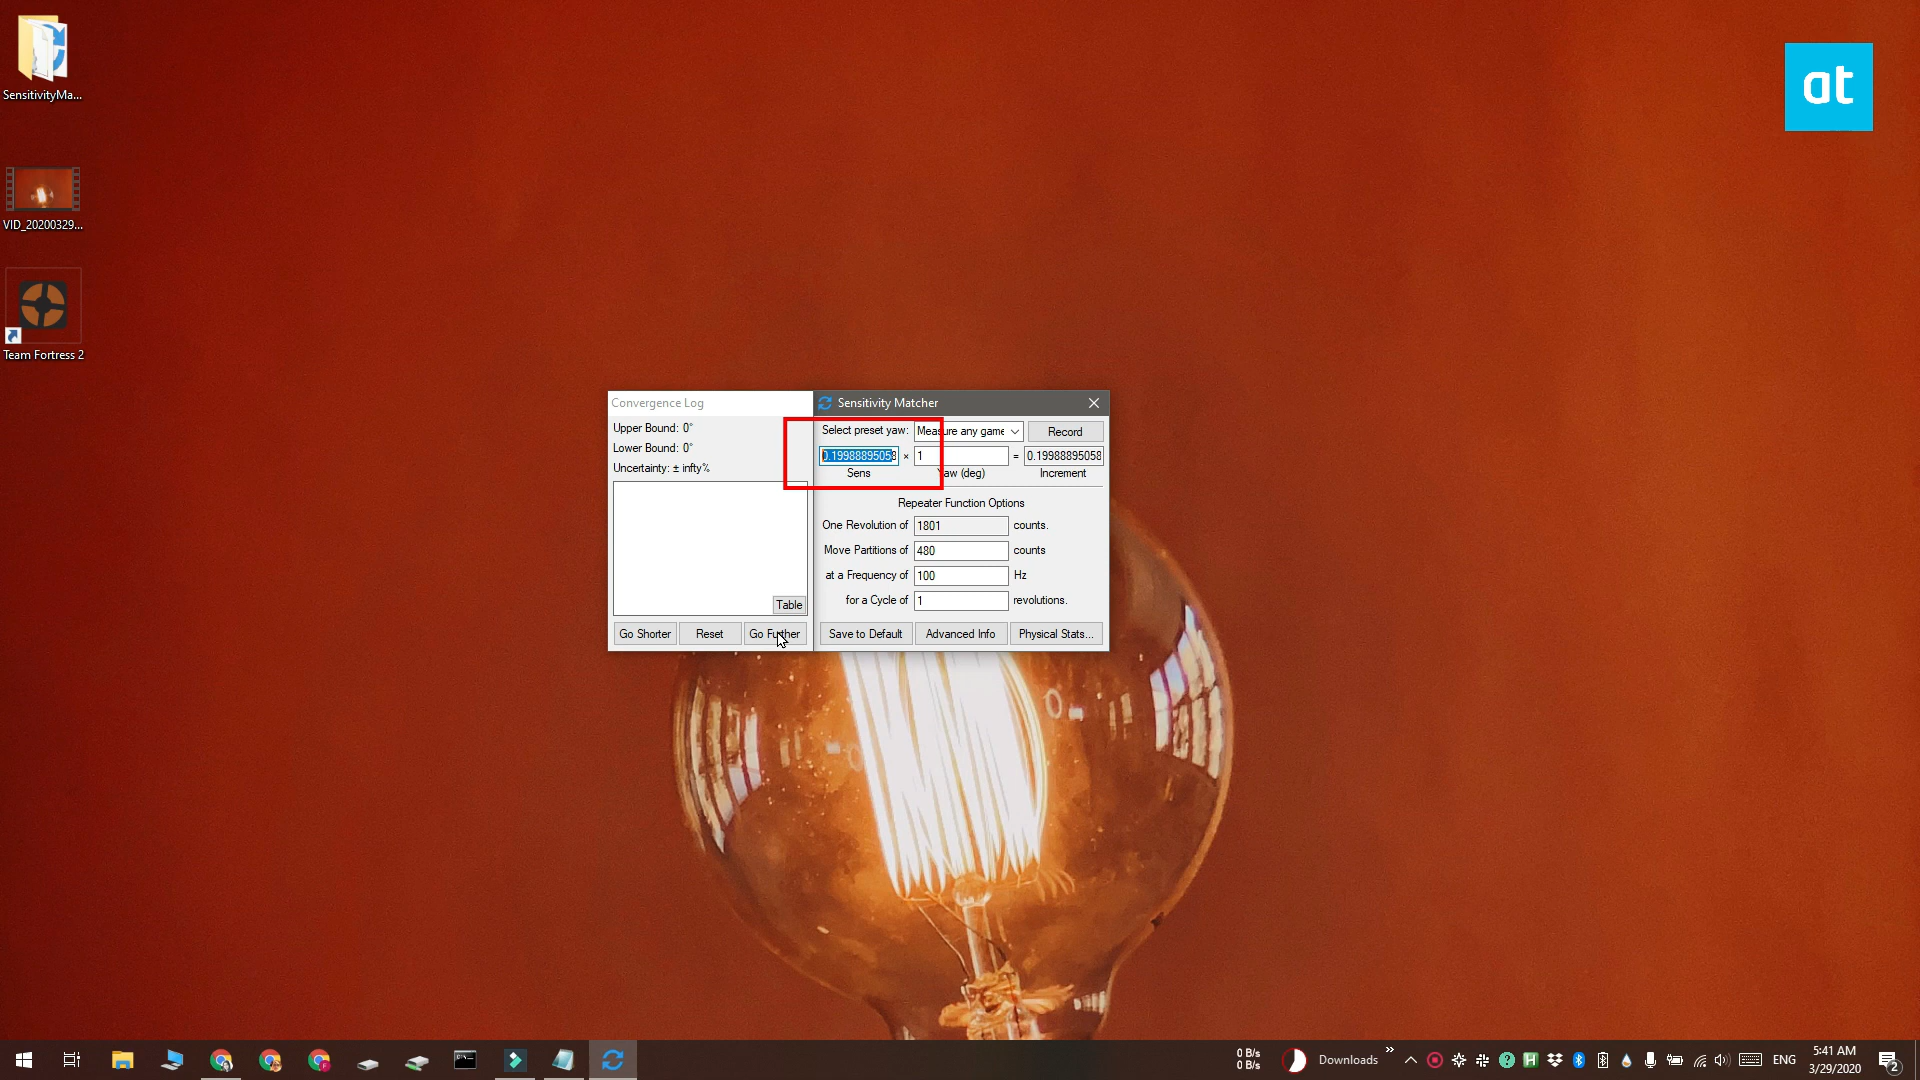 SensitivityMa...
VID_20200329...
Team Fortress 2
at
Convergence Log
Upper Bound: 0°
Lower Bound: 0°
Uncertainty: ± infty%
Table
Go Shorter
Reset
Go Further
Sensitivity Matcher
Select preset yaw: Measure any game
Record
0.19988895058 × 1 = 0.19988895058
Sens Yaw (deg) Increment
Repeater Function Options
One Revolution of 1801 counts.
Move Partitions of 480 counts
at a Frequency of 100 Hz
for a Cycle of 1 revolutions.
Save to Default
Advanced Info
Physical Stats...
0 B/s
0 B/s
Downloads
ENG
5:41 AM
3/29/2020
2